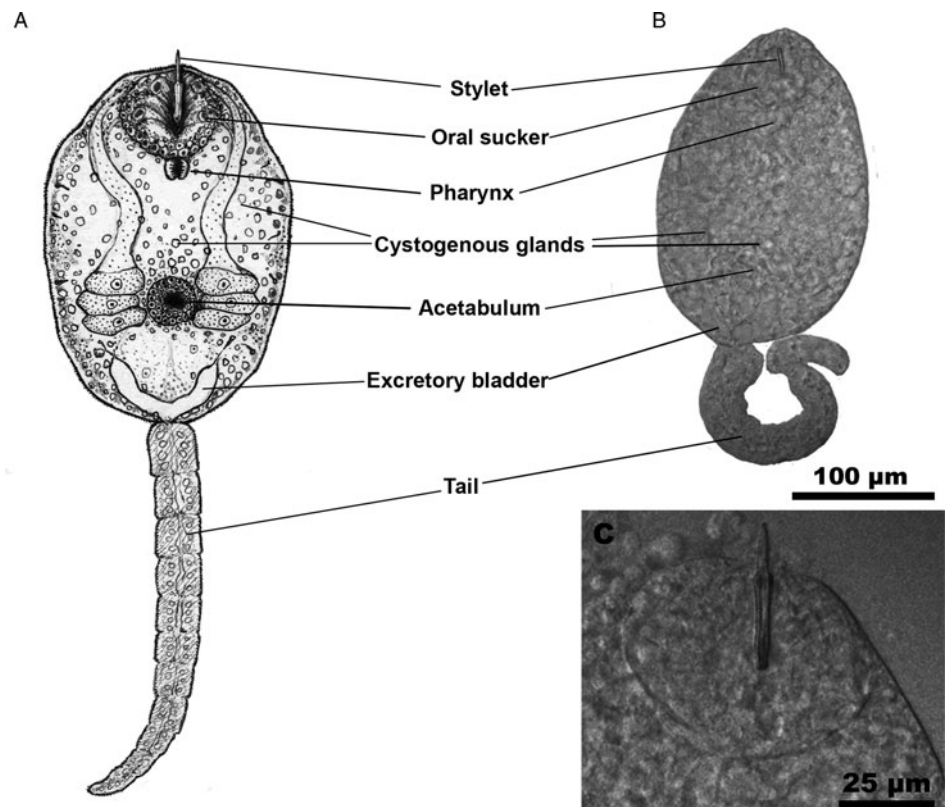 A
B
Stylet
Oral sucker
Pharynx
Cystogenous glands
Acetabulum
Excretory bladder
Tail
100 µm
C
25 µm